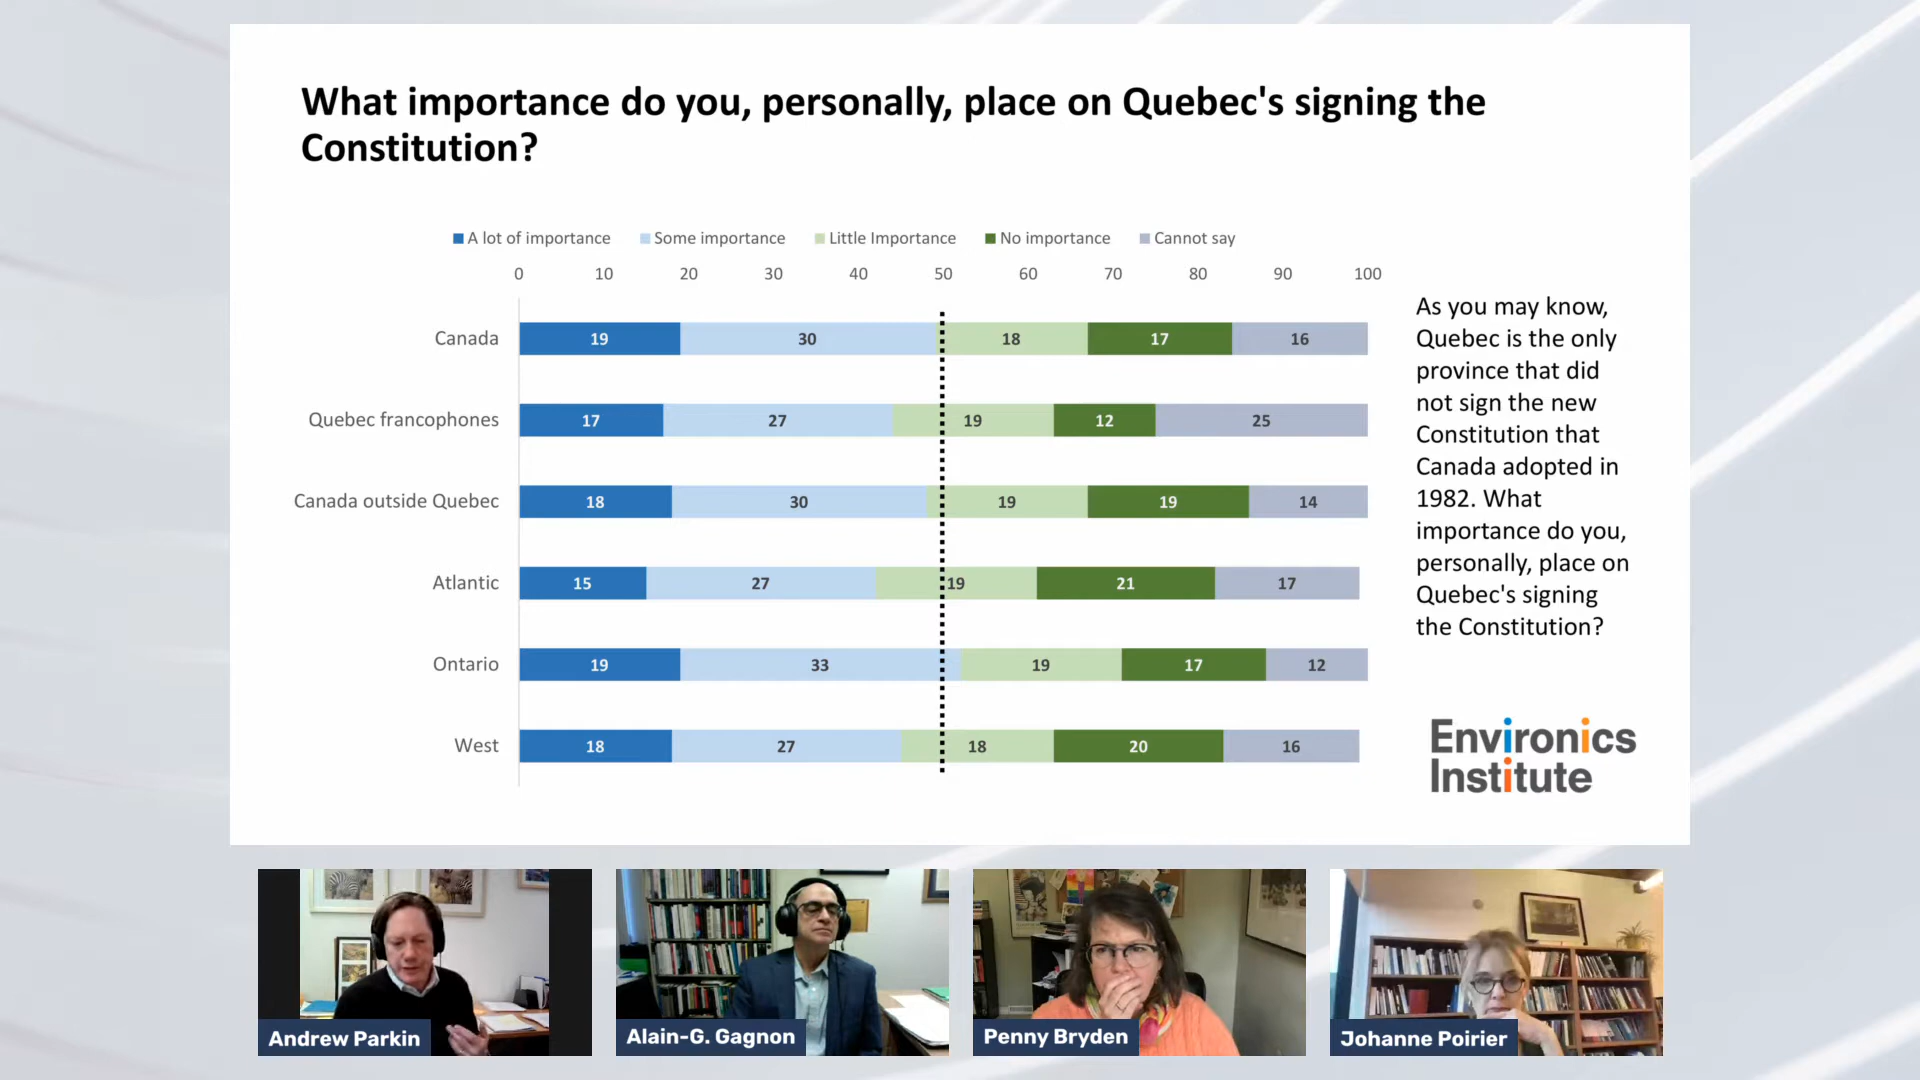 What importance do you, personally, place on Quebec's signing the
Constitution?
A lot of importance Some importance Little Importance No importance Cannot say
0 10 20 30 40 50 60 70 80 90 100
Canada 19 30 18 17 16
Quebec francophones 17 27 19 12 25
Canada outside Quebec 18 30 19 19 14
Atlantic 15 27 19 21 17
Ontario 19 33 19 17 12
West 18 27 18 20 16
As you may know,
Quebec is the only
province that did
not sign the new
Constitution that
Canada adopted in
1982. What
importance do you,
personally, place on
Quebec's signing
the Constitution?
Environics
Institute
Andrew Parkin
Alain-G. Gagnon
Penny Bryden
Johanne Poirier